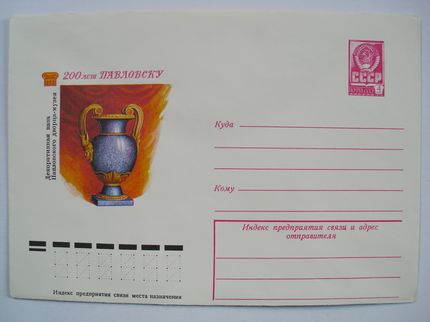 200 лет ПАВЛОВСКУ
Декоративная ваза
Павловского дворца-музея
СССР
4
Куда
Кому
Индекс предприятия связи и адрес
отправителя
Индекс предприятия связи места назначения